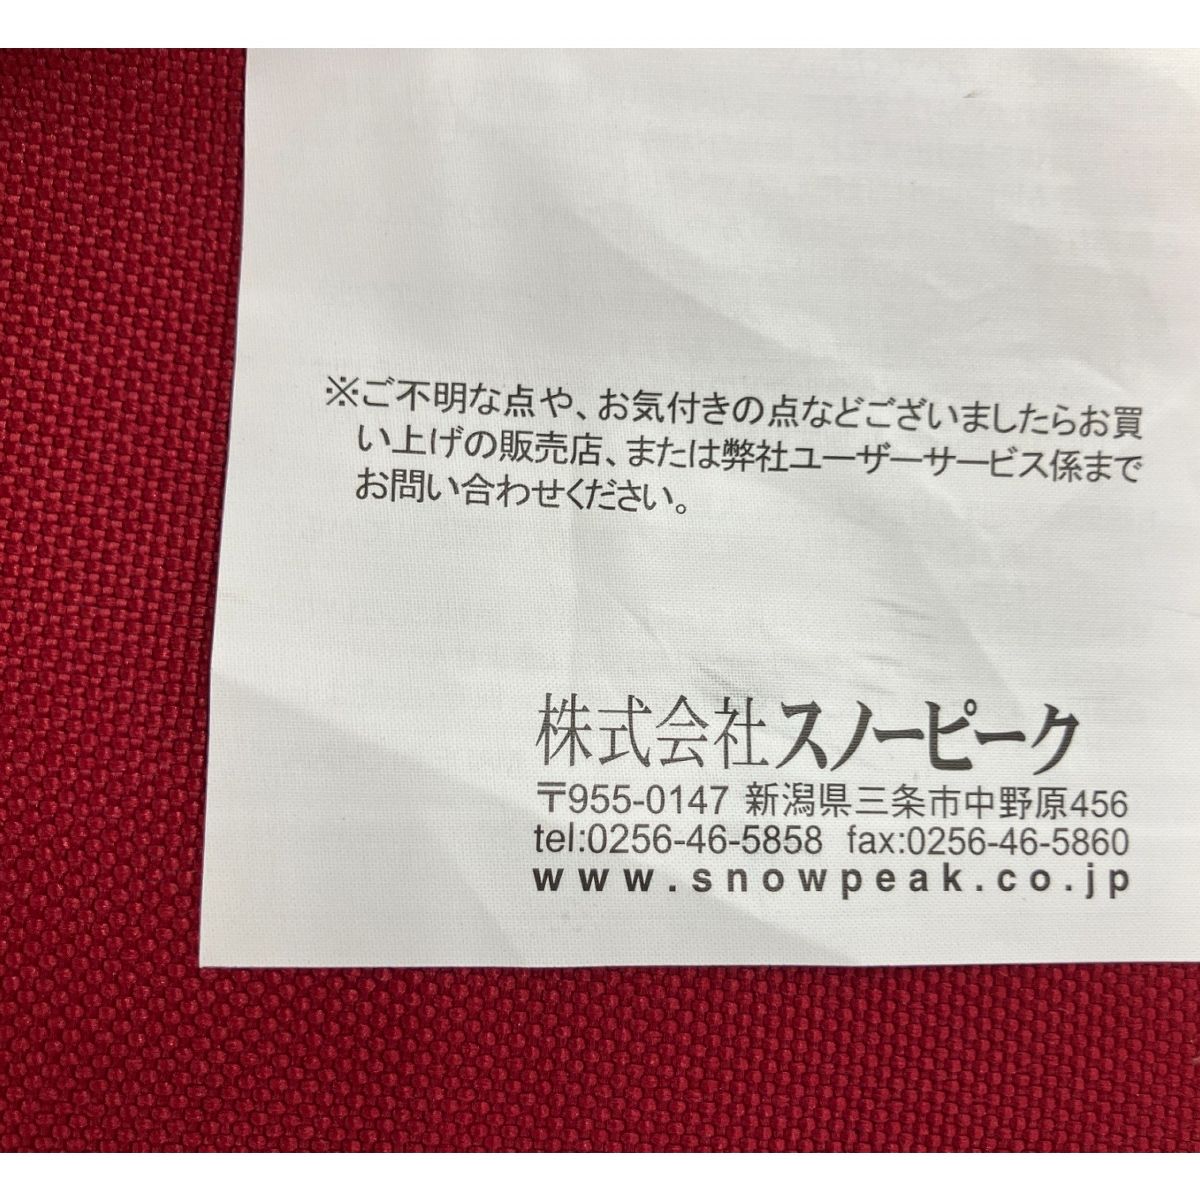 ※ご不明な点や、お気付きの点などございましたらお買
い上げの販売店、または弊社ユーザーサービス係まで
お問い合わせください。
株式会社スノーピーク
〒955-0147 新潟県三条市中野原456
tel:0256-46-5858 fax:0256-46-5860
www.snowpeak.co.jp